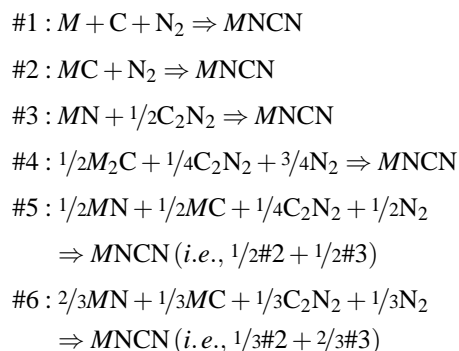 #1 : M + C + N₂ ⇒ MNCN
#2 : MC + N₂ ⇒ MNCN
#3 : MN + 1/2C₂N₂ ⇒ MNCN
#4 : 1/2M₂C + 1/4C₂N₂ + 3/4N₂ ⇒ MNCN
#5 : 1/2MN + 1/2MC + 1/4C₂N₂ + 1/2N₂
⇒ MNCN (i.e., 1/2#2 + 1/2#3)
#6 : 2/3MN + 1/3MC + 1/3C₂N₂ + 1/3N₂
⇒ MNCN (i.e., 1/3#2 + 2/3#3)